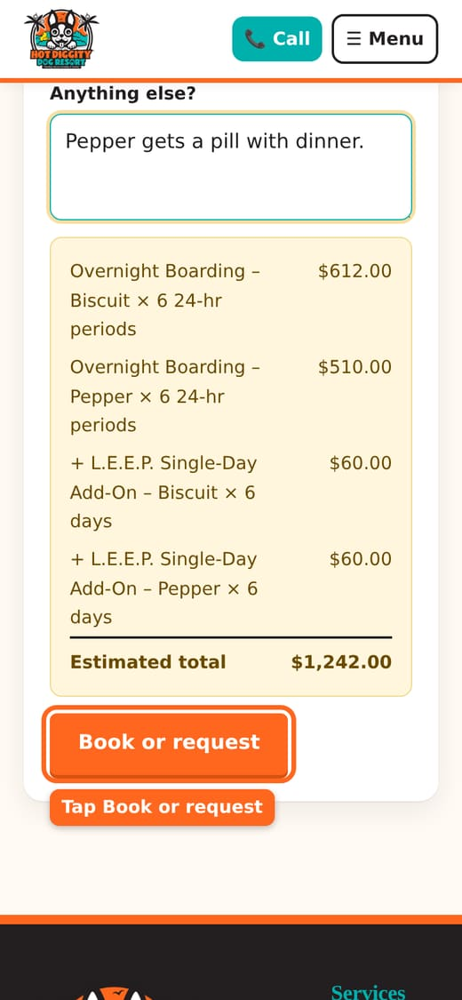 HOT DIGGITY
DOG RESORT
📞 Call
☰ Menu
Anything else?
Pepper gets a pill with dinner.
Overnight Boarding – $612.00
Biscuit × 6 24-hr
periods
Overnight Boarding – $510.00
Pepper × 6 24-hr
periods
+ L.E.E.P. Single-Day $60.00
Add-On – Biscuit × 6
days
+ L.E.E.P. Single-Day $60.00
Add-On – Pepper × 6
days
Estimated total $1,242.00
Book or request
Tap Book or request
Services